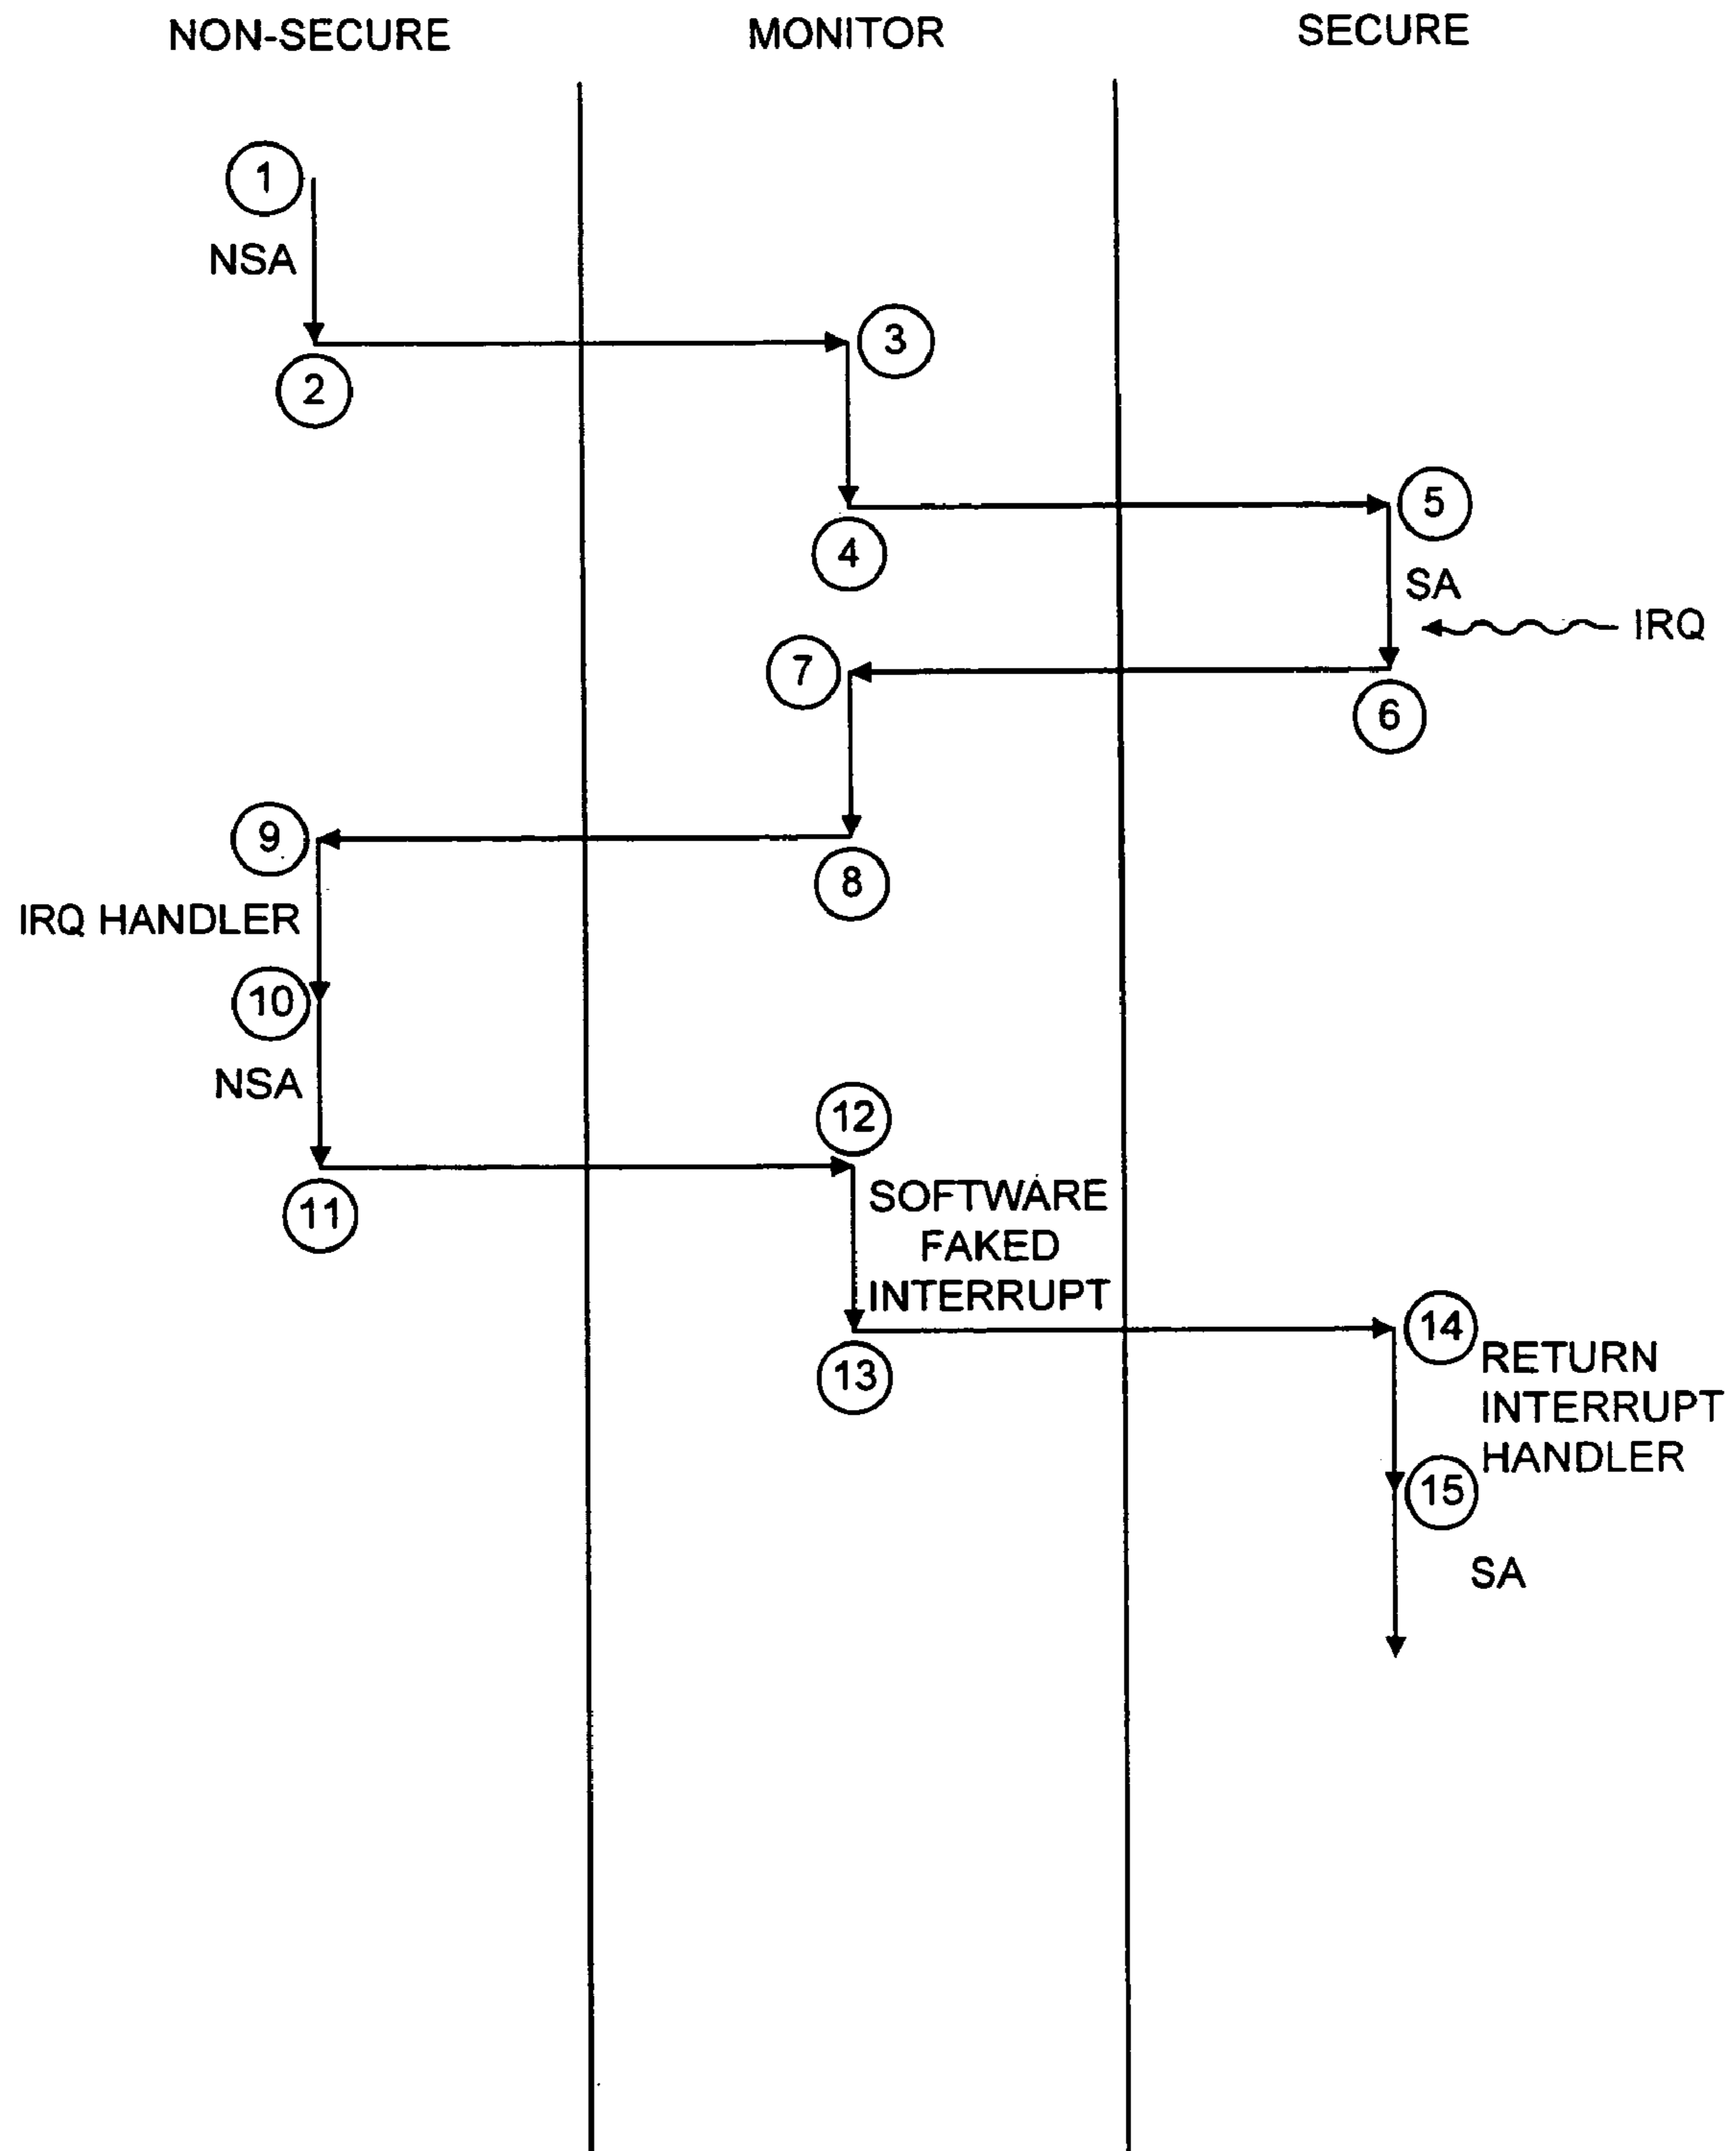 NON-SECURE
MONITOR
SECURE
1
NSA
2
3
4
5
SA
IRQ
6
7
8
9
IRQ HANDLER
10
NSA
11
12
SOFTWARE
FAKED
INTERRUPT
13
14
RETURN
INTERRUPT
HANDLER
15
SA